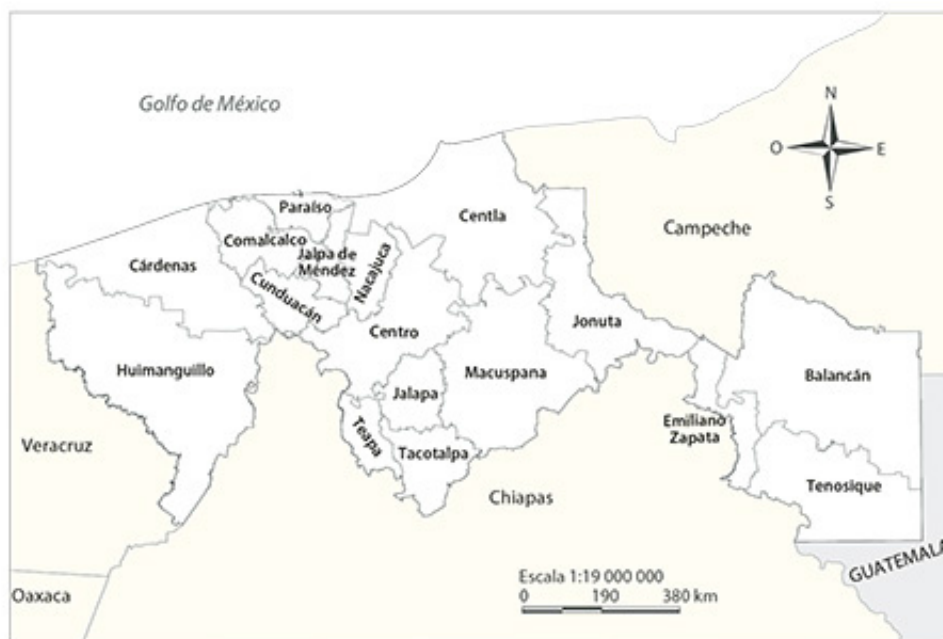 Golfo de México
N
O
E
S
Paraíso
Centla
Campeche
Comalcalco
Cárdenas
Jalpa de
Méndez
Nacajuca
Cunduacán
Centro
Jonuta
Huimanguillo
Macuspana
Balancán
Jalapa
Emiliano
Zapata
Veracruz
Teapa
Tacotalpa
Tenosique
Chiapas
GUATEMALA
Escala 1:19 000 000
0 190 380 km
Oaxaca